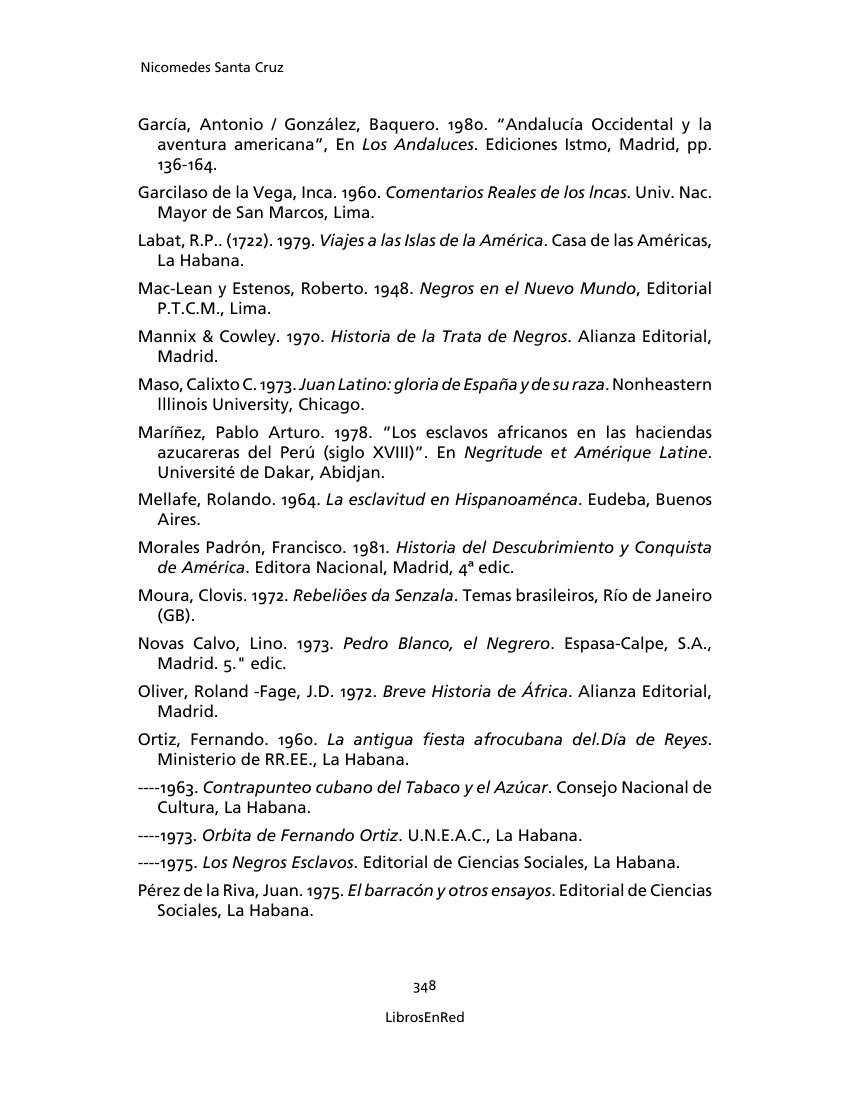 Nicomedes Santa Cruz
García, Antonio / González, Baquero. 1980. “Andalucía Occidental y la
aventura americana”, En Los Andaluces. Ediciones Istmo, Madrid, pp.
136-164.
Garcilaso de la Vega, Inca. 1960. Comentarios Reales de los lncas. Univ. Nac.
Mayor de San Marcos, Lima.
Labat, R.P.. (1722). 1979. Viajes a las Islas de la América. Casa de las Américas,
La Habana.
Mac-Lean y Estenos, Roberto. 1948. Negros en el Nuevo Mundo, Editorial
P.T.C.M., Lima.
Mannix & Cowley. 1970. Historia de la Trata de Negros. Alianza Editorial,
Madrid.
Maso, Calixto C. 1973. Juan Latino: gloria de España y de su raza. Nonheastern
lllinois University, Chicago.
Maríñez, Pablo Arturo. 1978. “Los esclavos africanos en las haciendas
azucareras del Perú (siglo XVIII)”. En Negritude et Amérique Latine.
Université de Dakar, Abidjan.
Mellafe, Rolando. 1964. La esclavitud en Hispanoaménca. Eudeba, Buenos
Aires.
Morales Padrón, Francisco. 1981. Historia del Descubrimiento y Conquista
de América. Editora Nacional, Madrid, 4ª edic.
Moura, Clovis. 1972. Rebeliôes da Senzala. Temas brasileiros, Río de Janeiro
(GB).
Novas Calvo, Lino. 1973. Pedro Blanco, el Negrero. Espasa-Calpe, S.A.,
Madrid. 5." edic.
Oliver, Roland -Fage, J.D. 1972. Breve Historia de África. Alianza Editorial,
Madrid.
Ortiz, Fernando. 1960. La antigua fiesta afrocubana del.Día de Reyes.
Ministerio de RR.EE., La Habana.
----1963. Contrapunteo cubano del Tabaco y el Azúcar. Consejo Nacional de
Cultura, La Habana.
----1973. Orbita de Fernando Ortiz. U.N.E.A.C., La Habana.
----1975. Los Negros Esclavos. Editorial de Ciencias Sociales, La Habana.
Pérez de la Riva, Juan. 1975. El barracón y otros ensayos. Editorial de Ciencias
Sociales, La Habana.
348
LibrosEnRed